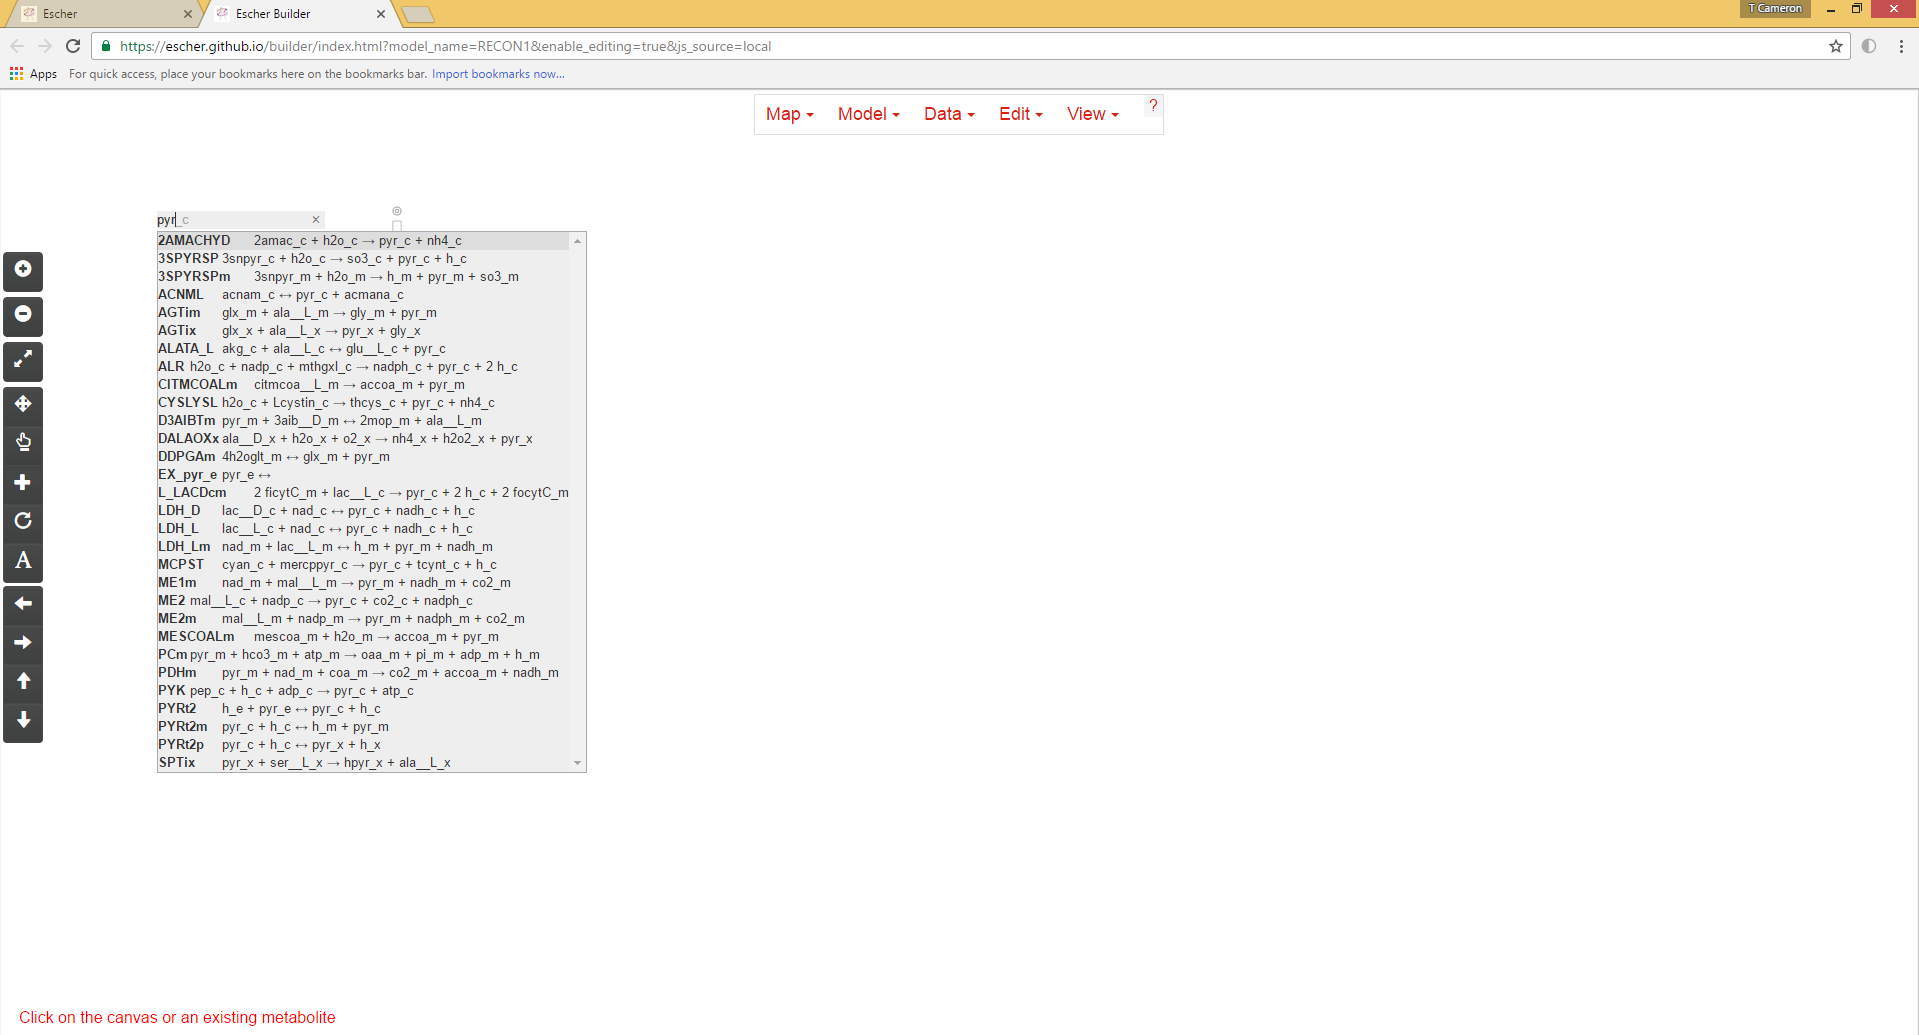 Escher
Escher Builder
T Cameron
https://escher.github.io/builder/index.html?model_name=RECON1&enable_editing=true&js_source=local
Apps For quick access, place your bookmarks here on the bookmarks bar. Import bookmarks now...
Map Model Data Edit View ?
pyr_c
2AMACHYD 2amac_c + h2o_c → pyr_c + nh4_c
3SPYRSP 3snpyr_c + h2o_c → so3_c + pyr_c + h_c
3SPYRSPm 3snpyr_m + h2o_m → h_m + pyr_m + so3_m
ACNML acnam_c ↔ pyr_c + acmana_c
AGTim glx_m + ala__L_m → gly_m + pyr_m
AGTix glx_x + ala__L_x → pyr_x + gly_x
ALATA_L akg_c + ala__L_c ↔ glu__L_c + pyr_c
ALR h2o_c + nadp_c + mthgxl_c → nadph_c + pyr_c + 2 h_c
CITMCOALm citmcoa__L_m → accoa_m + pyr_m
CYSLYSL h2o_c + Lcystin_c → thcys_c + pyr_c + nh4_c
D3AIBTm pyr_m + 3aib__D_m ↔ 2mop_m + ala__L_m
DALAOXx ala__D_x + h2o_x + o2_x → nh4_x + h2o2_x + pyr_x
DDPGAm 4h2oglt_m ↔ glx_m + pyr_m
EX_pyr_e pyr_e ↔
L_LACDcm 2 ficytC_m + lac__L_c → pyr_c + 2 h_c + 2 focytC_m
LDH_D lac__D_c + nad_c ↔ pyr_c + nadh_c + h_c
LDH_L lac__L_c + nad_c ↔ pyr_c + nadh_c + h_c
LDH_Lm nad_m + lac__L_m ↔ h_m + pyr_m + nadh_m
MCPST cyan_c + mercppyr_c → pyr_c + tcynt_c + h_c
ME1m nad_m + mal__L_m → pyr_m + nadh_m + co2_m
ME2 mal__L_c + nadp_c → pyr_c + co2_c + nadph_c
ME2m mal__L_m + nadp_m → pyr_m + nadph_m + co2_m
MESCOALm mescoa_m + h2o_m → accoa_m + pyr_m
PCm pyr_m + hco3_m + atp_m → oaa_m + pi_m + adp_m + h_m
PDHm pyr_m + nad_m + coa_m → co2_m + accoa_m + nadh_m
PYK pep_c + h_c + adp_c → pyr_c + atp_c
PYRt2 h_e + pyr_e ↔ pyr_c + h_c
PYRt2m pyr_c + h_c ↔ h_m + pyr_m
PYRt2p pyr_c + h_c ↔ pyr_x + h_x
SPTix pyr_x + ser__L_x → hpyr_x + ala__L_x
A
Click on the canvas or an existing metabolite